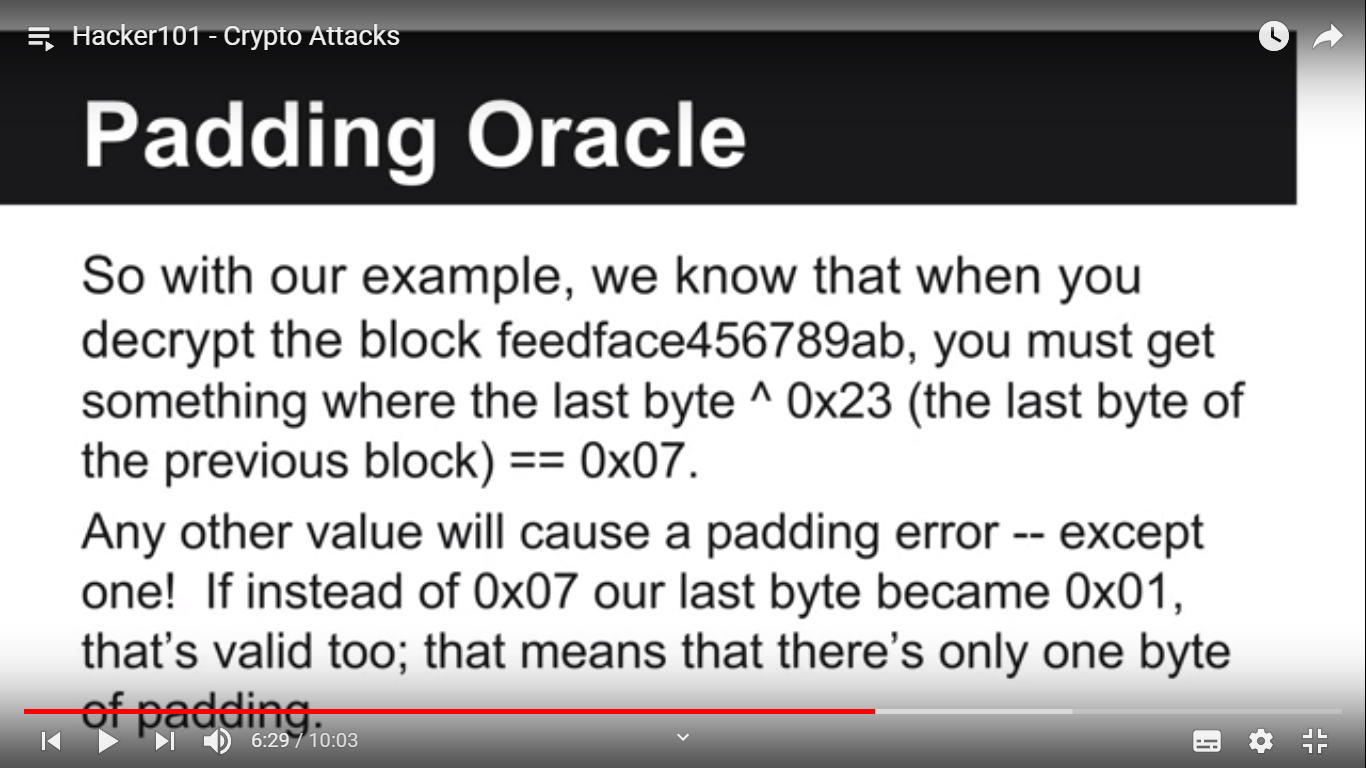 Hacker101 - Crypto Attacks
Padding Oracle
So with our example, we know that when you
decrypt the block feedface456789ab, you must get
something where the last byte ^ 0x23 (the last byte of
the previous block) == 0x07.
Any other value will cause a padding error -- except
one!  If instead of 0x07 our last byte became 0x01,
that’s valid too; that means that there’s only one byte
of padding.
6:29 / 10:03